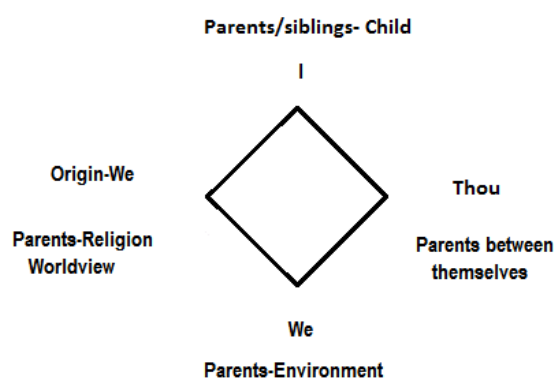 Parents/siblings- Child
I
Origin-We
Thou
Parents-Religion
Worldview
Parents between
themselves
We
Parents-Environment